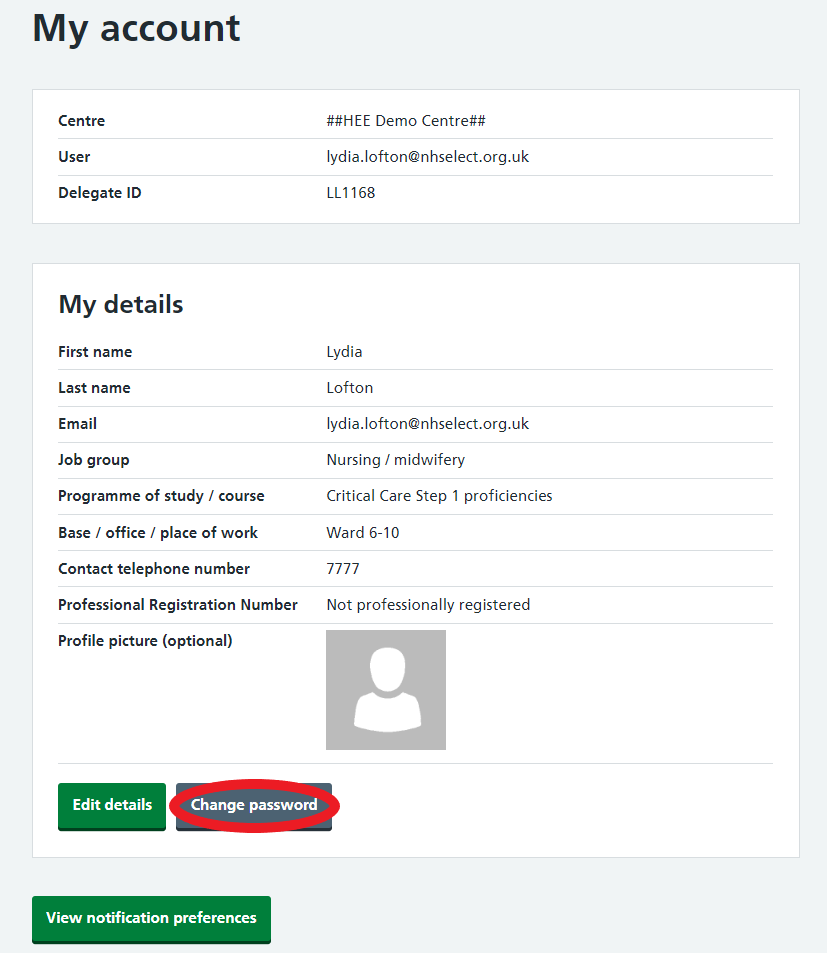 My account
Centre ##HEE Demo Centre##
User lydia.lofton@nhselect.org.uk
Delegate ID LL1168
My details
First name Lydia
Last name Lofton
Email lydia.lofton@nhselect.org.uk
Job group Nursing / midwifery
Programme of study / course Critical Care Step 1 proficiencies
Base / office / place of work Ward 6-10
Contact telephone number 7777
Professional Registration Number Not professionally registered
Profile picture (optional)
Edit details Change password
View notification preferences